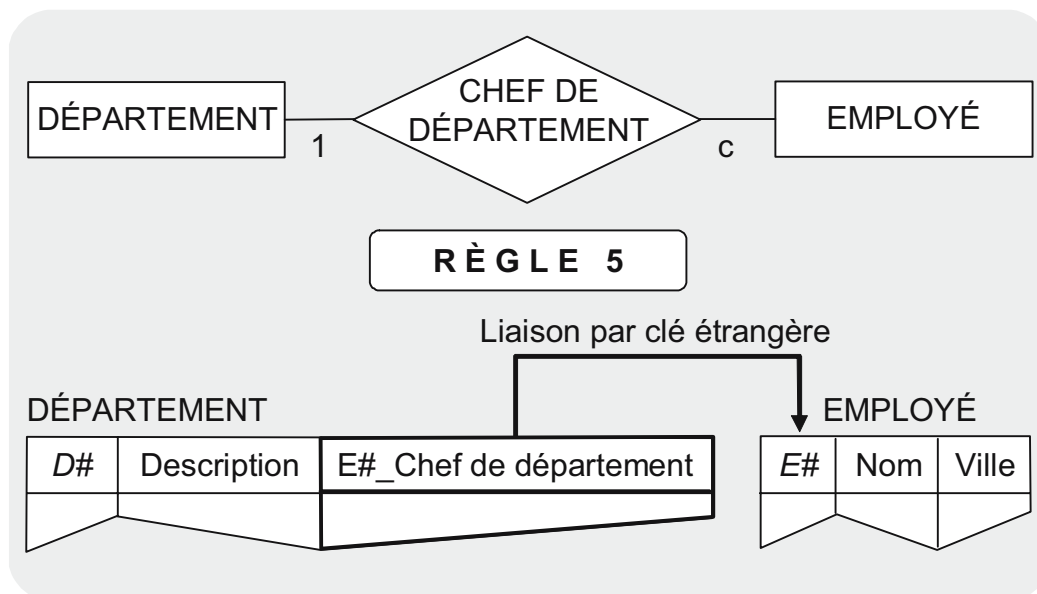 CHEF DE
DÉPARTEMENT
DÉPARTEMENT
EMPLOYÉ
1
c
RÈGLE 5
Liaison par clé étrangère
DÉPARTEMENT
EMPLOYÉ
D# Description E#_Chef de département
E# Nom Ville